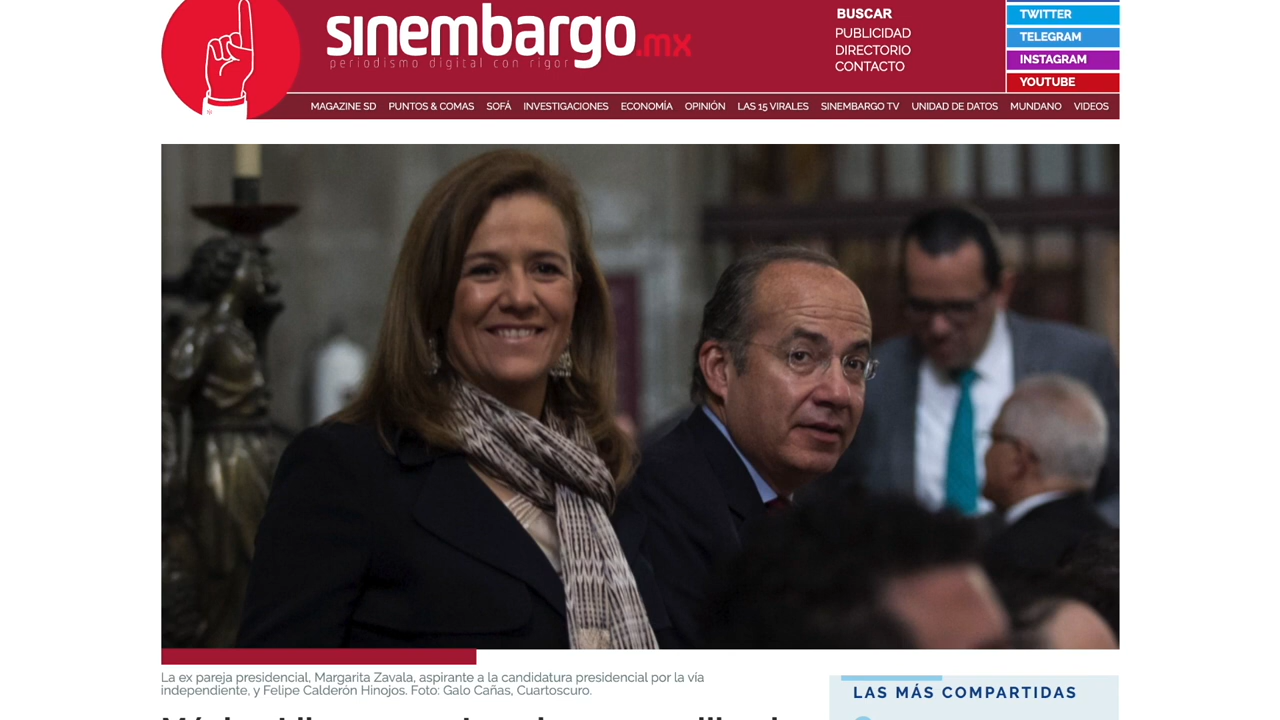 sinembargo.mx
periodismo digital con rigor
BUSCAR
PUBLICIDAD
DIRECTORIO
CONTACTO
TWITTER
TELEGRAM
INSTAGRAM
YOUTUBE
MAGAZINE SD PUNTOS & COMAS SOFÁ INVESTIGACIONES ECONOMÍA OPINIÓN LAS 15 VIRALES SINEMBARGO TV UNIDAD DE DATOS MUNDANO VIDEOS
La ex pareja presidencial, Margarita Zavala, aspirante a la candidatura presidencial por la vía
independiente, y Felipe Calderón Hinojos. Foto: Galo Cañas, Cuartoscuro.
LAS MÁS COMPARTIDAS